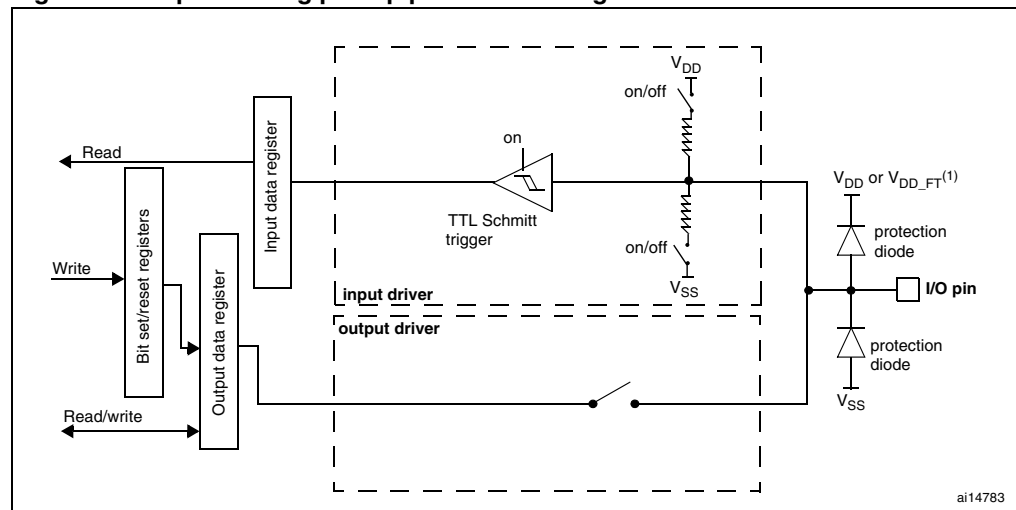 V_DD
on/off
Read
on
Input data register
TTL Schmitt
trigger
on/off
V_SS
input driver
V_DD or V_DD_FT(1)
protection
diode
I/O pin
protection
diode
V_SS
Write
Bit set/reset registers
Output data register
Read/write
output driver
ai14783